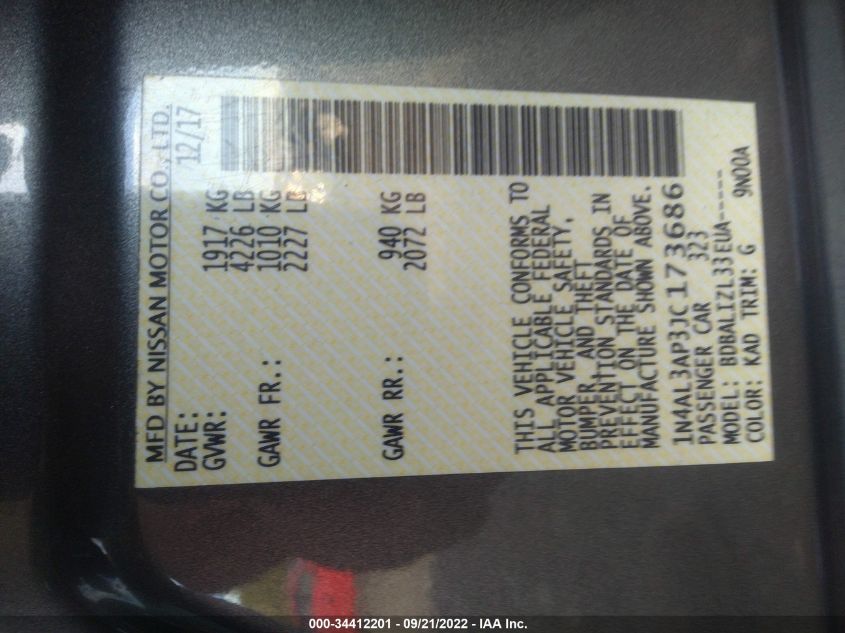 MFD BY NISSAN MOTOR CO., LTD.
DATE: 12/17
GVWR: 1917 KG
4226 LB
GAWR FR.: 1010 KG
2227 LB
GAWR RR.: 940 KG
2072 LB
THIS VEHICLE CONFORMS TO
ALL APPLICABLE FEDERAL
MOTOR VEHICLE SAFETY,
BUMPER, AND THEFT
PREVENTION STANDARDS IN
EFFECT ON THE DATE OF
MANUFACTURE SHOWN ABOVE.
1N4AL3AP3JC173686
PASSENGER CAR 323
MODEL: BDBALIZL33EUA-----
COLOR: KAD TRIM: G 9N00A
000-34412201 - 09/21/2022 - IAA Inc.